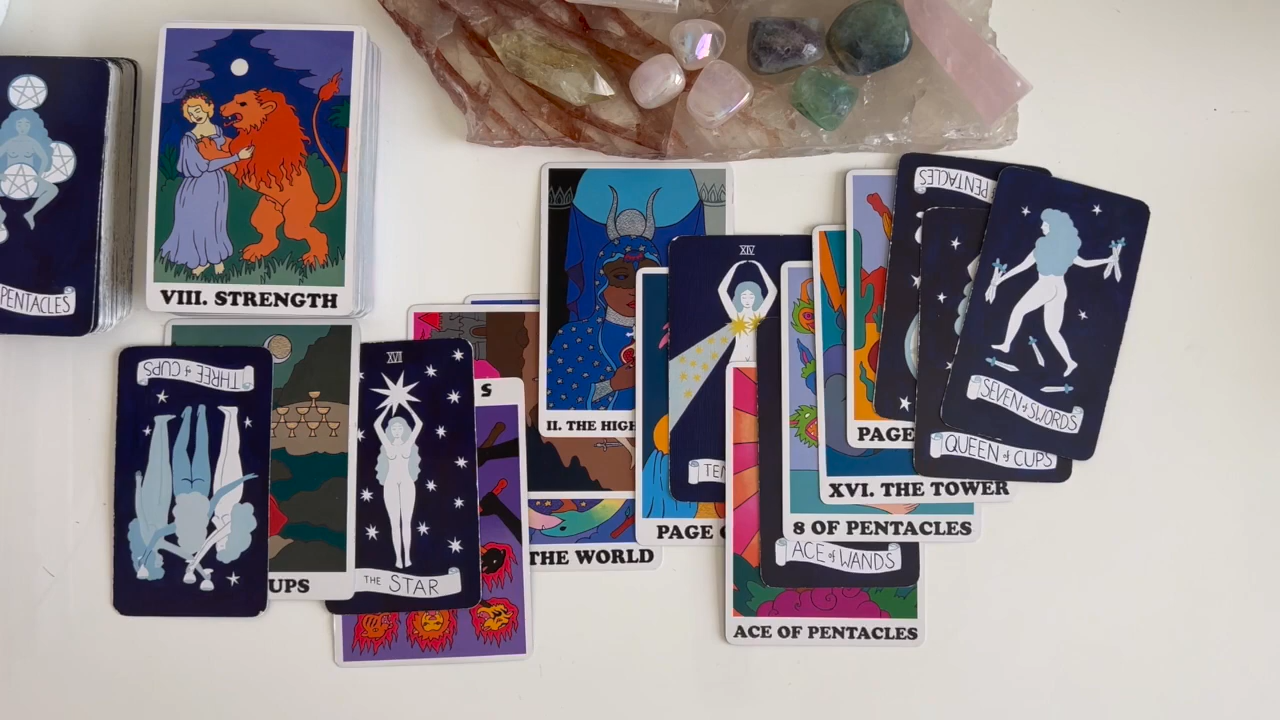 PENTACLES
VIII. STRENGTH
THREE of CUPS
UPS
XVII
THE STAR
S
THE WORLD
II. THE HIGH
PAGE
XIV
TEM
ACE OF PENTACLES
ACE of WANDS
8 OF PENTACLES
XVI. THE TOWER
PAGE
PENTACLES
QUEEN of CUPS
SEVEN of SWORDS